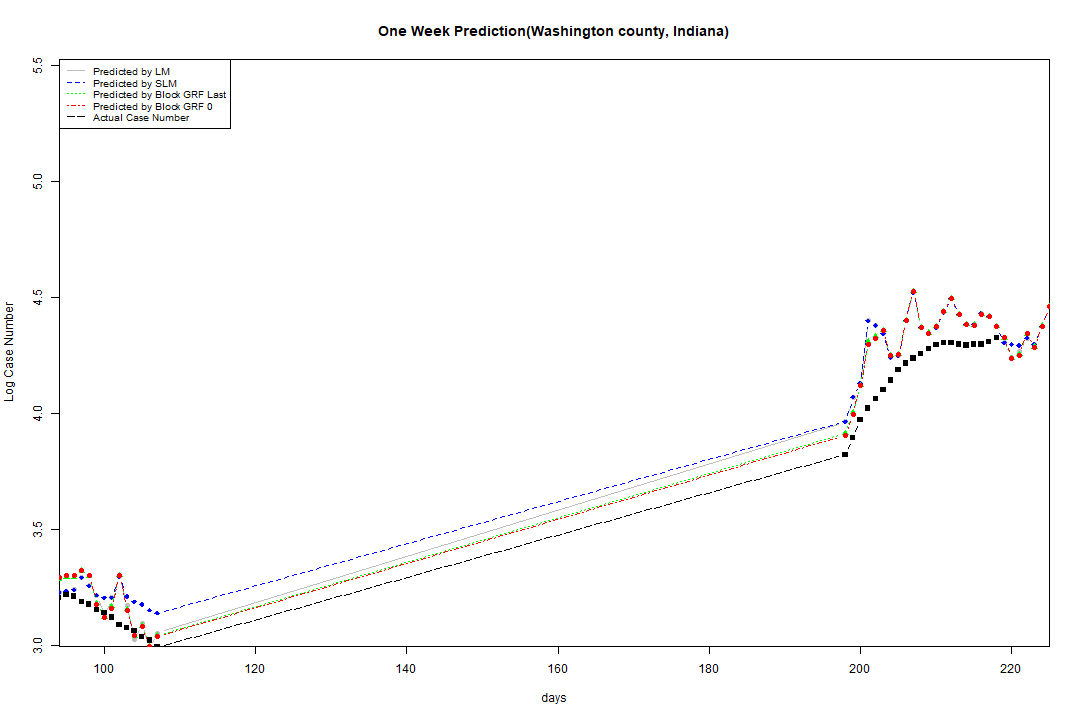 One Week Prediction(Washington county, Indiana)
Predicted by LM
Predicted by SLM
Predicted by Block GRF Last
Predicted by Block GRF 0
Actual Case Number
5.5
5.0
4.5
4.0
3.5
3.0
Log Case Number
100 120 140 160 180 200 220
days